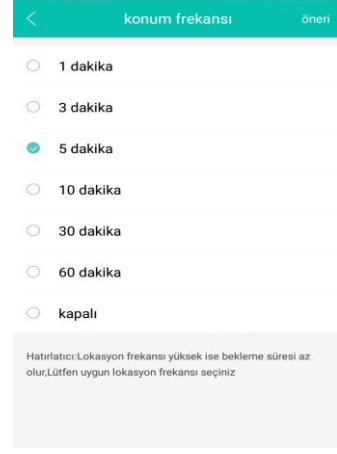 konum frekansı öneri
1 dakika
3 dakika
5 dakika
10 dakika
30 dakika
60 dakika
kapalı
Hatırlatıcı:Lokasyon frekansı yüksek ise bekleme süresi az
olur,Lütfen uygun lokasyon frekansı seçiniz